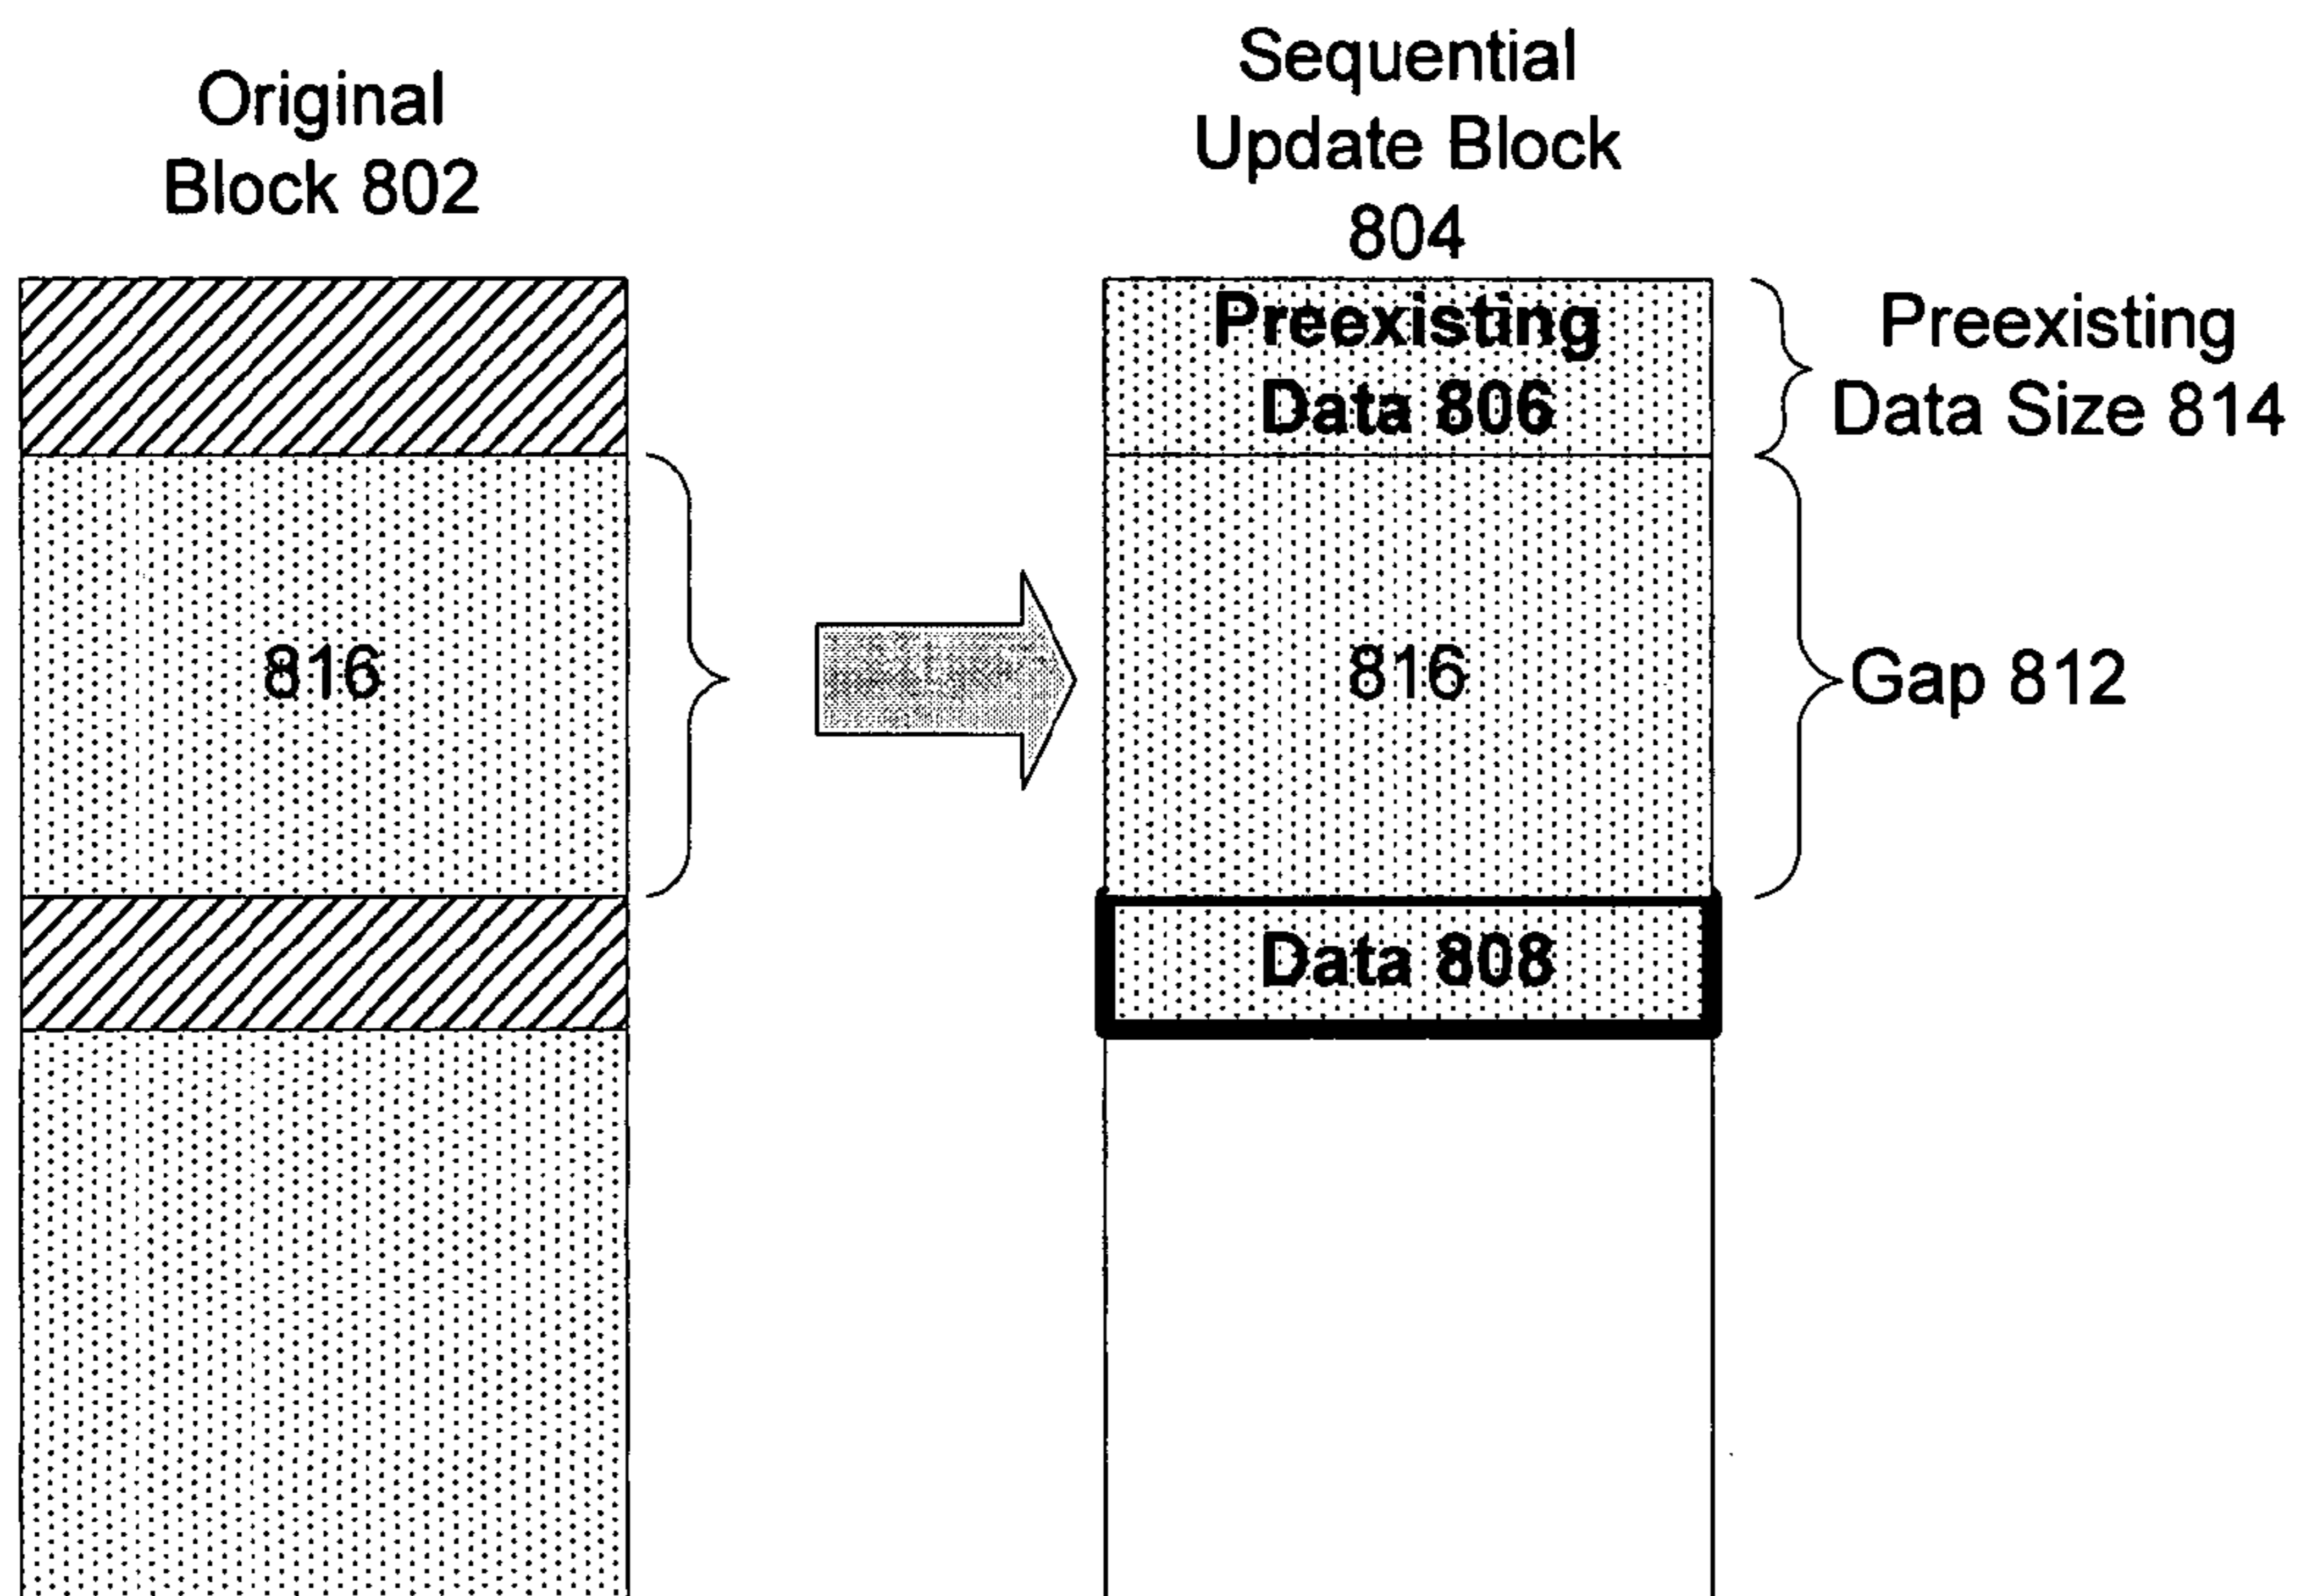 Original
Block 802
Sequential
Update Block
804
Preexisting
Data 806
Preexisting
Data Size 814
816
816
Gap 812
Data 808